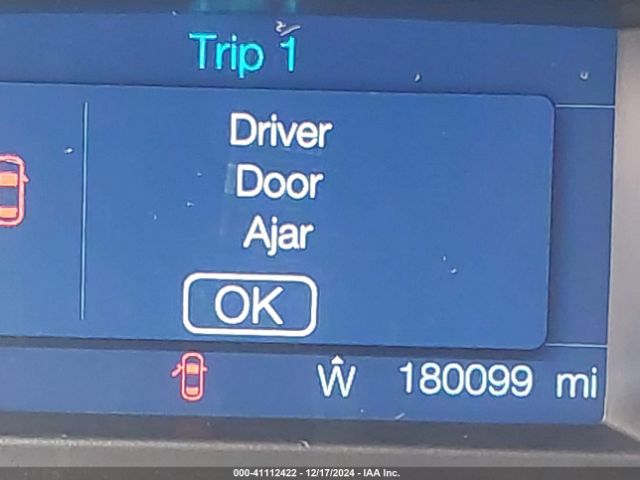 Trip 1
Driver
Door
Ajar
OK
W 180099 mi
000-41112422 - 12/17/2024 - IAA Inc.